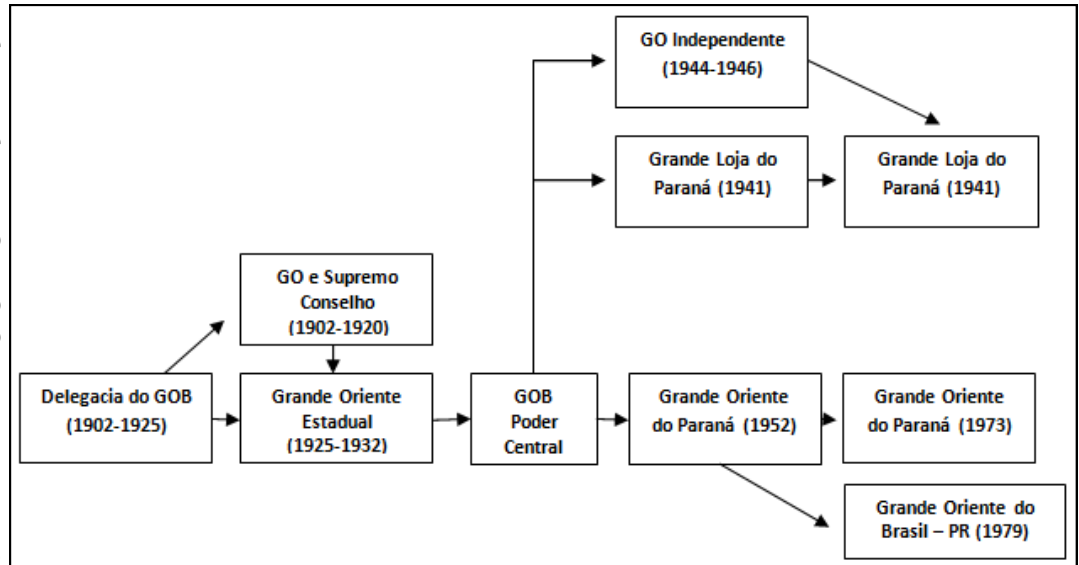 GO Independente
(1944-1946)
Grande Loja do
Paraná (1941)
Grande Loja do
Paraná (1941)
GO e Supremo
Conselho
(1902-1920)
Delegacia do GOB
(1902-1925)
Grande Oriente
Estadual
(1925-1932)
GOB
Poder
Central
Grande Oriente
do Paraná (1952)
Grande Oriente
do Paraná (1973)
Grande Oriente do
Brasil – PR (1979)